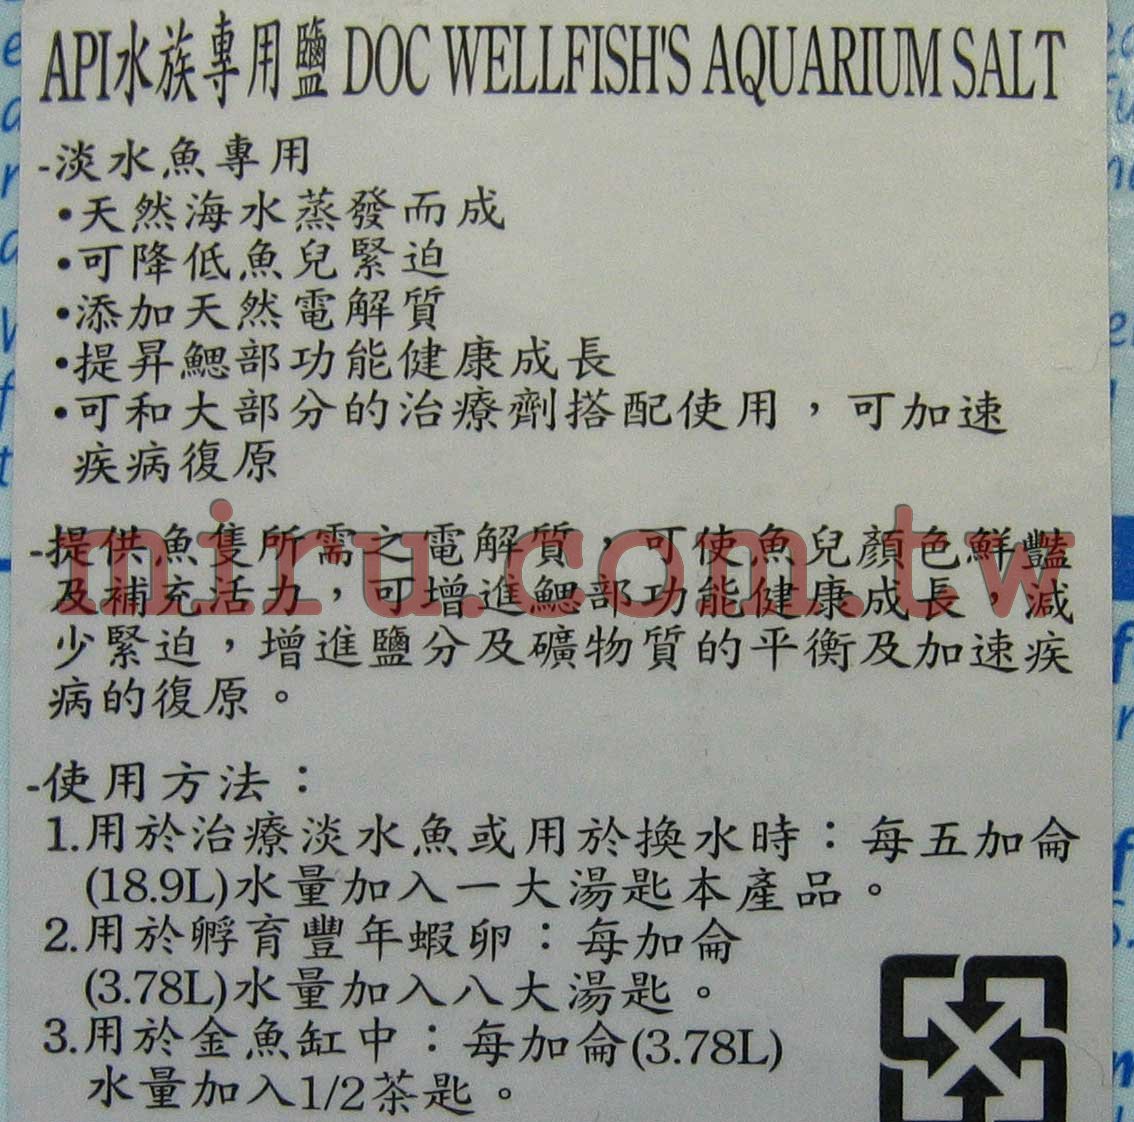 API水族專用鹽 DOC WELLFISH'S AQUARIUM SALT
-淡水魚專用
•天然海水蒸發而成
•可降低魚兒緊迫
•添加天然電解質
•提昇鰓部功能健康成長
•可和大部分的治療劑搭配使用，可加速
疾病復原
-提供魚隻所需之電解質，可使魚兒顏色鮮豔
miru.com.tw
及補充活力，可增進鰓部功能健康成長，減
少緊迫，增進鹽分及礦物質的平衡及加速疾
病的復原。
-使用方法：
1.用於治療淡水魚或用於換水時：每五加侖
(18.9L)水量加入一大湯匙本產品。
2.用於孵育豐年蝦卵：每加侖
(3.78L)水量加入八大湯匙。
3.用於金魚缸中：每加侖(3.78L)
水量加入1/2茶匙。